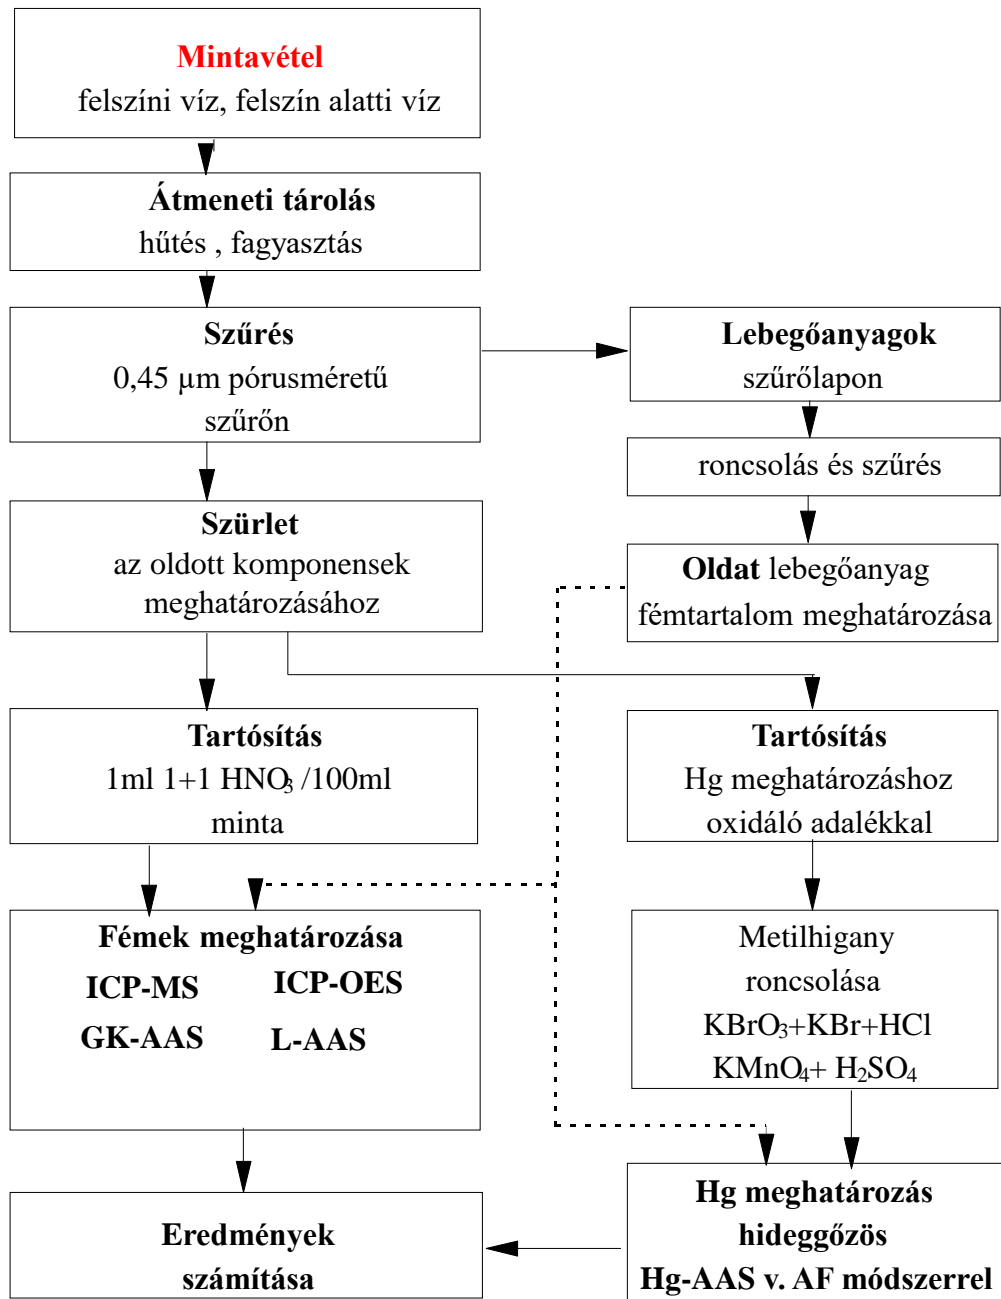 Mintavétel
felszíni víz, felszín alatti víz
Átmeneti tárolás
hűtés , fagyasztás
Szűrés
0,45 µm pórusméretű
szűrőn
Lebegőanyagok
szűrőlapon
roncsolás és szűrés
Szürlet
az oldott komponensek
meghatározásához
Oldat lebegőanyag
fémtartalom meghatározása
Tartósítás
1ml 1+1 HNO3 /100ml
minta
Tartósítás
Hg meghatározáshoz
oxidáló adalékkal
Fémek meghatározása
ICP-MS ICP-OES
GK-AAS L-AAS
Metilhigany
roncsolása
KBrO3+KBr+HCl
KMnO4+ H2SO4
Hg meghatározás
hideggőzös
Hg-AAS v. AF módszerrel
Eredmények
számítása